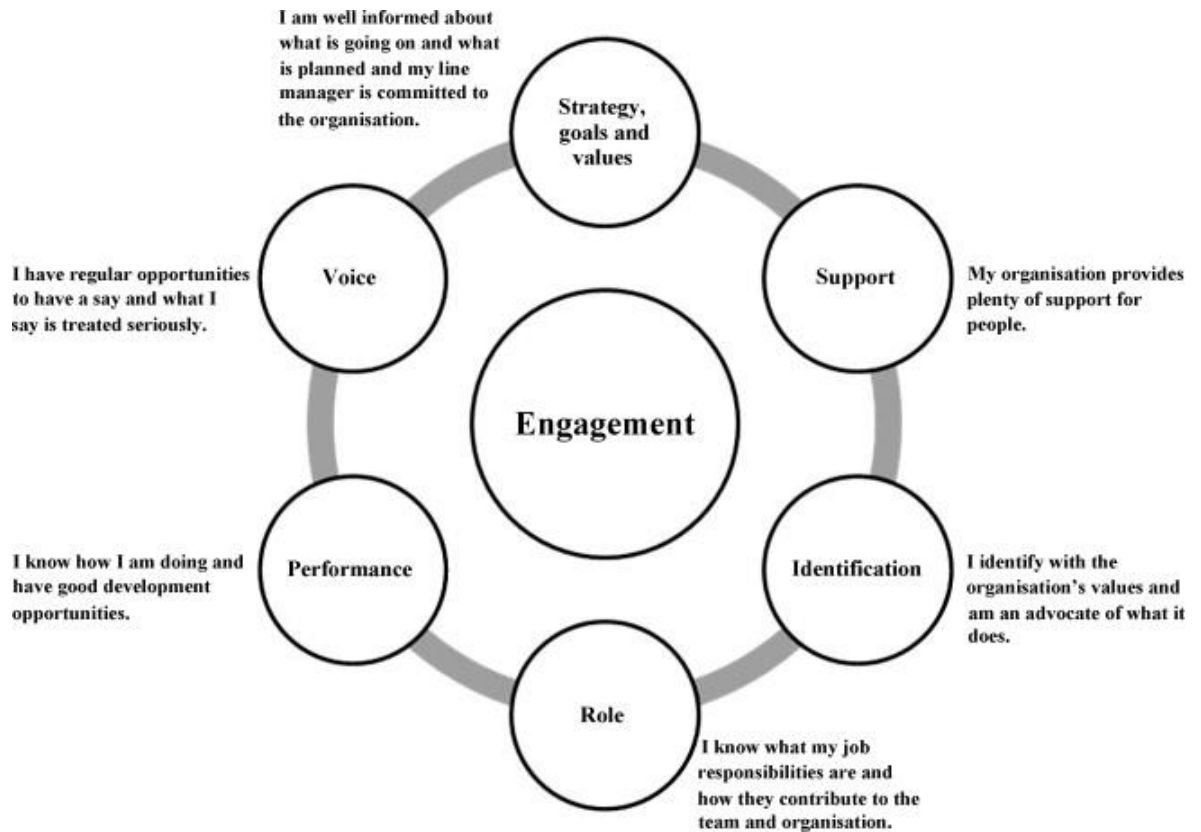 I am well informed about
what is going on and what
is planned and my line
manager is committed to
the organisation.
Strategy,
goals and
values
Support
My organisation provides
plenty of support for
people.
Identification
I identify with the
organisation's values and
am an advocate of what it
does.
Role
I know what my job
responsibilities are and
how they contribute to the
team and organisation.
Performance
I know how I am doing and
have good development
opportunities.
Voice
I have regular opportunities
to have a say and what I
say is treated seriously.
Engagement